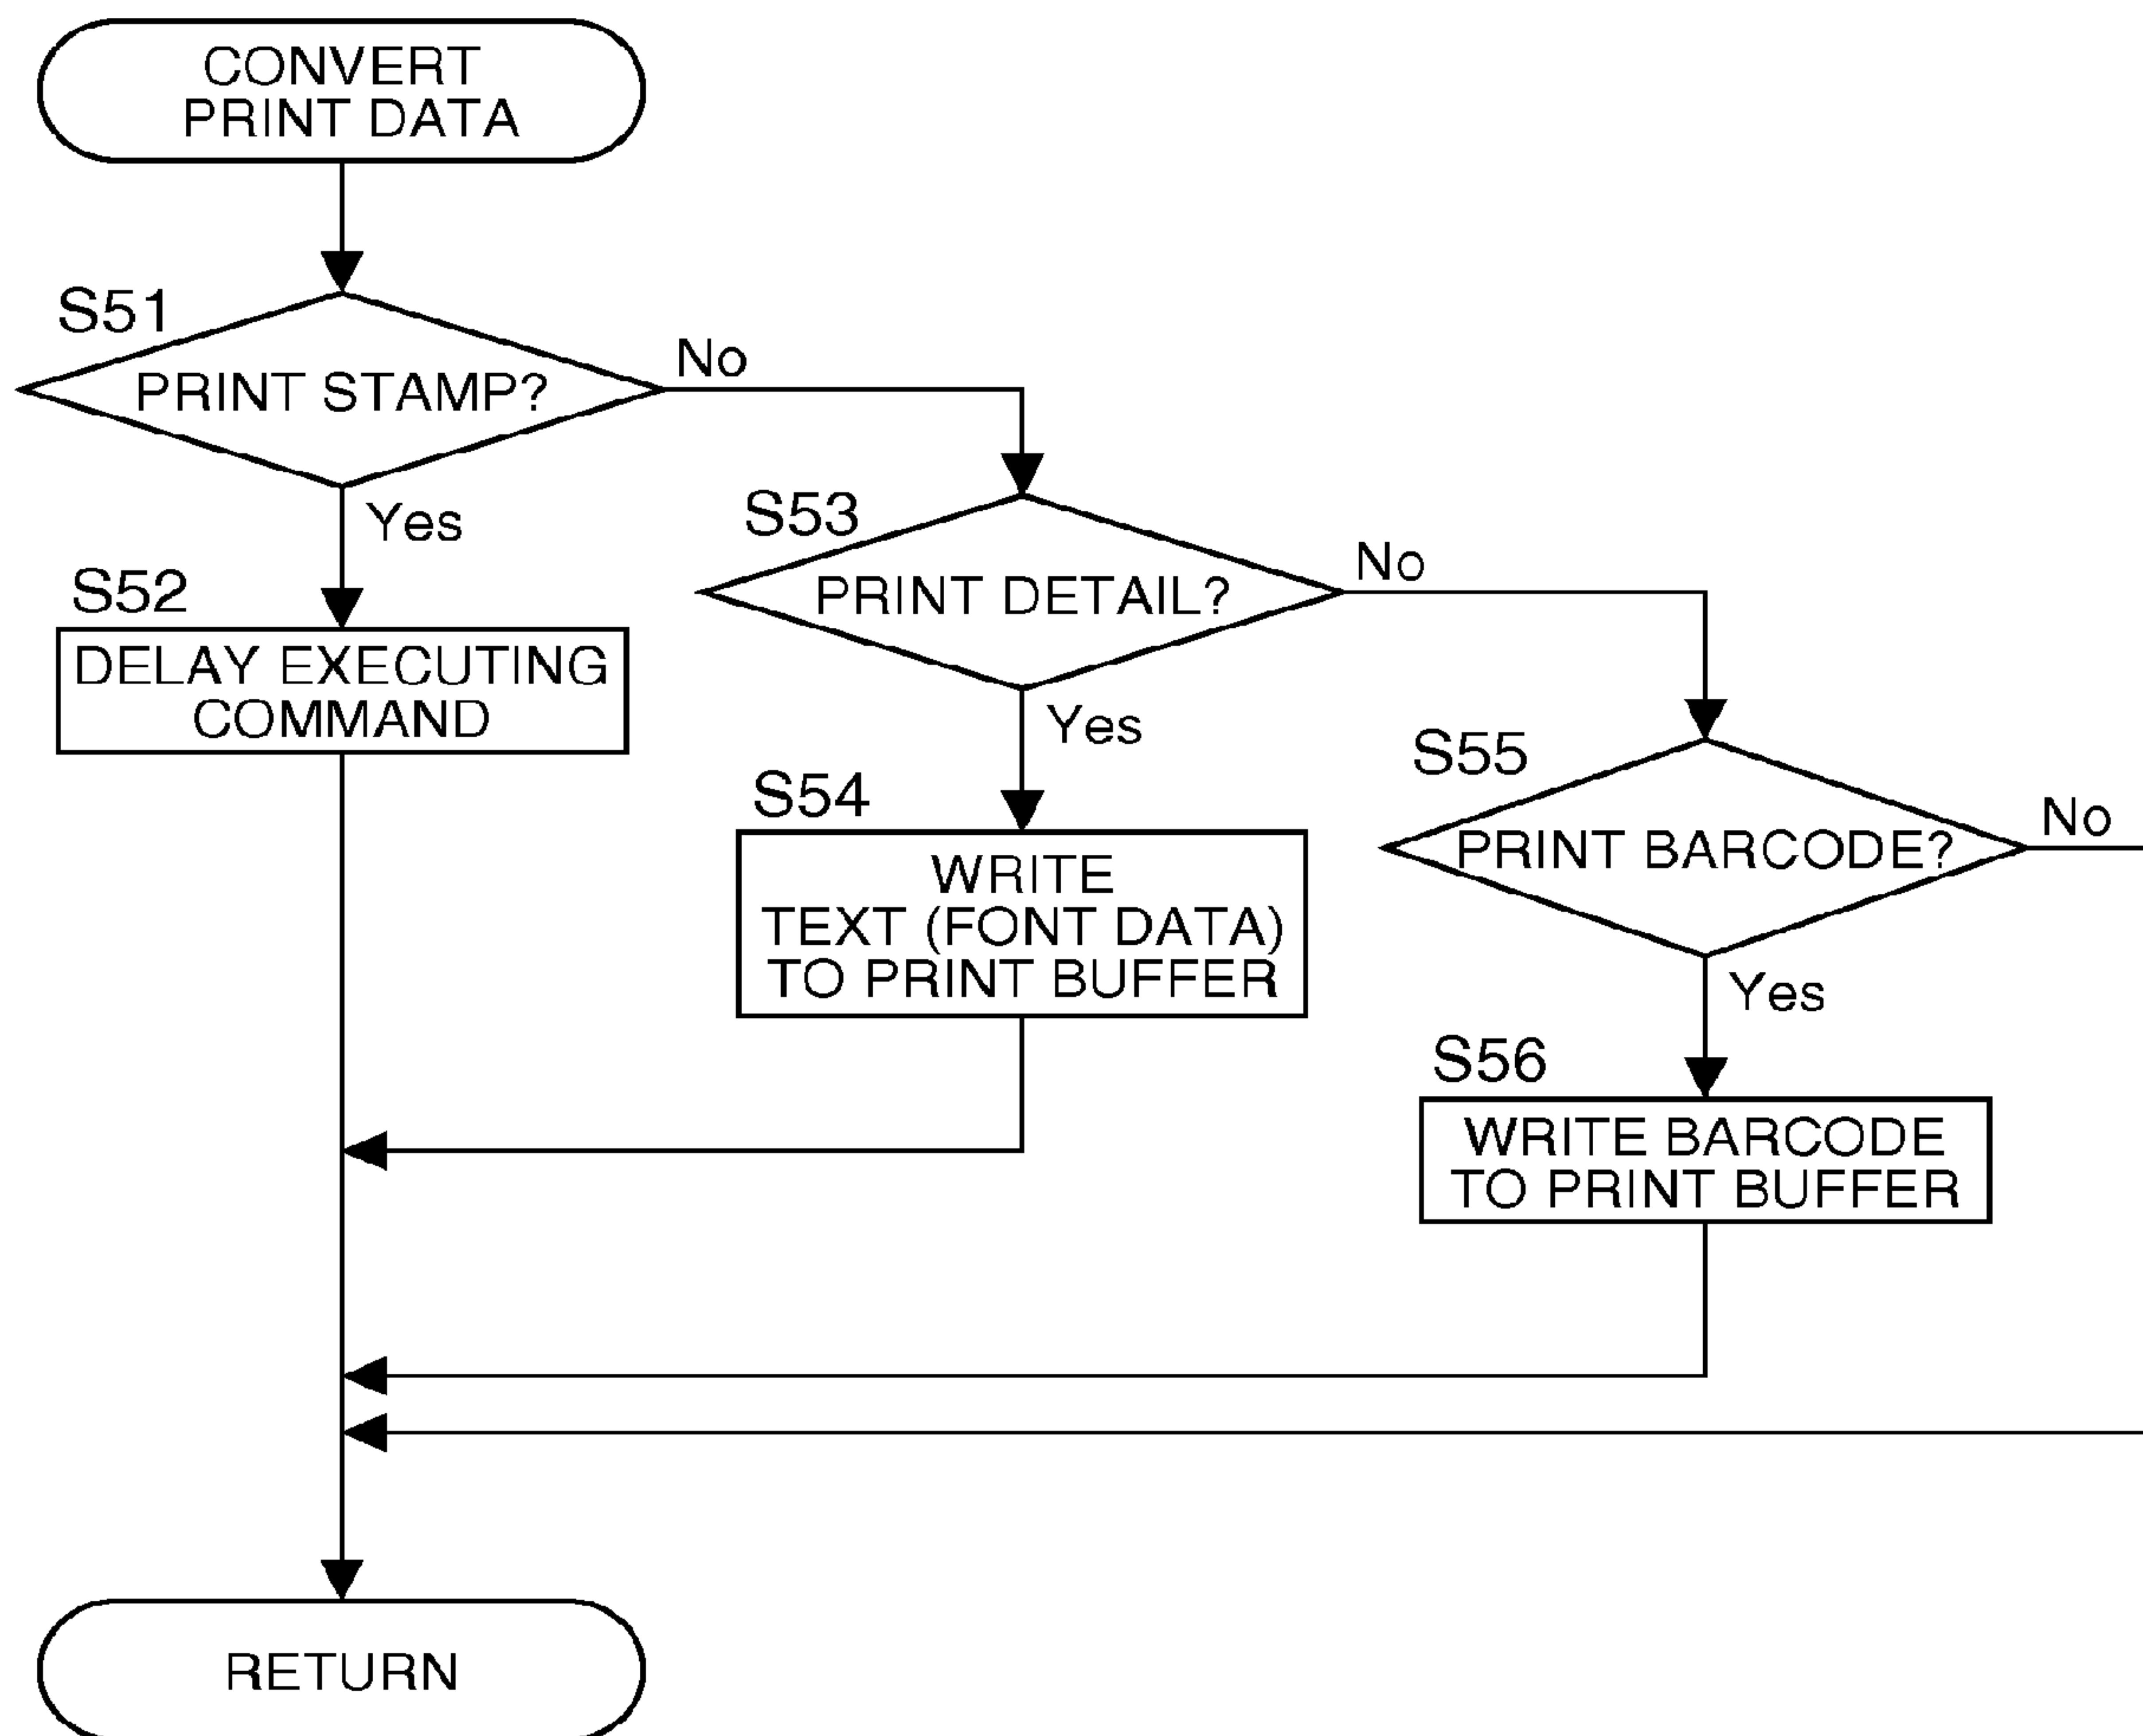 CONVERT
PRINT DATA
S51
PRINT STAMP?
No
Yes
S52
DELAY EXECUTING
COMMAND
S53
PRINT DETAIL?
No
Yes
S54
WRITE
TEXT (FONT DATA)
TO PRINT BUFFER
S55
PRINT BARCODE?
No
Yes
S56
WRITE BARCODE
TO PRINT BUFFER
RETURN